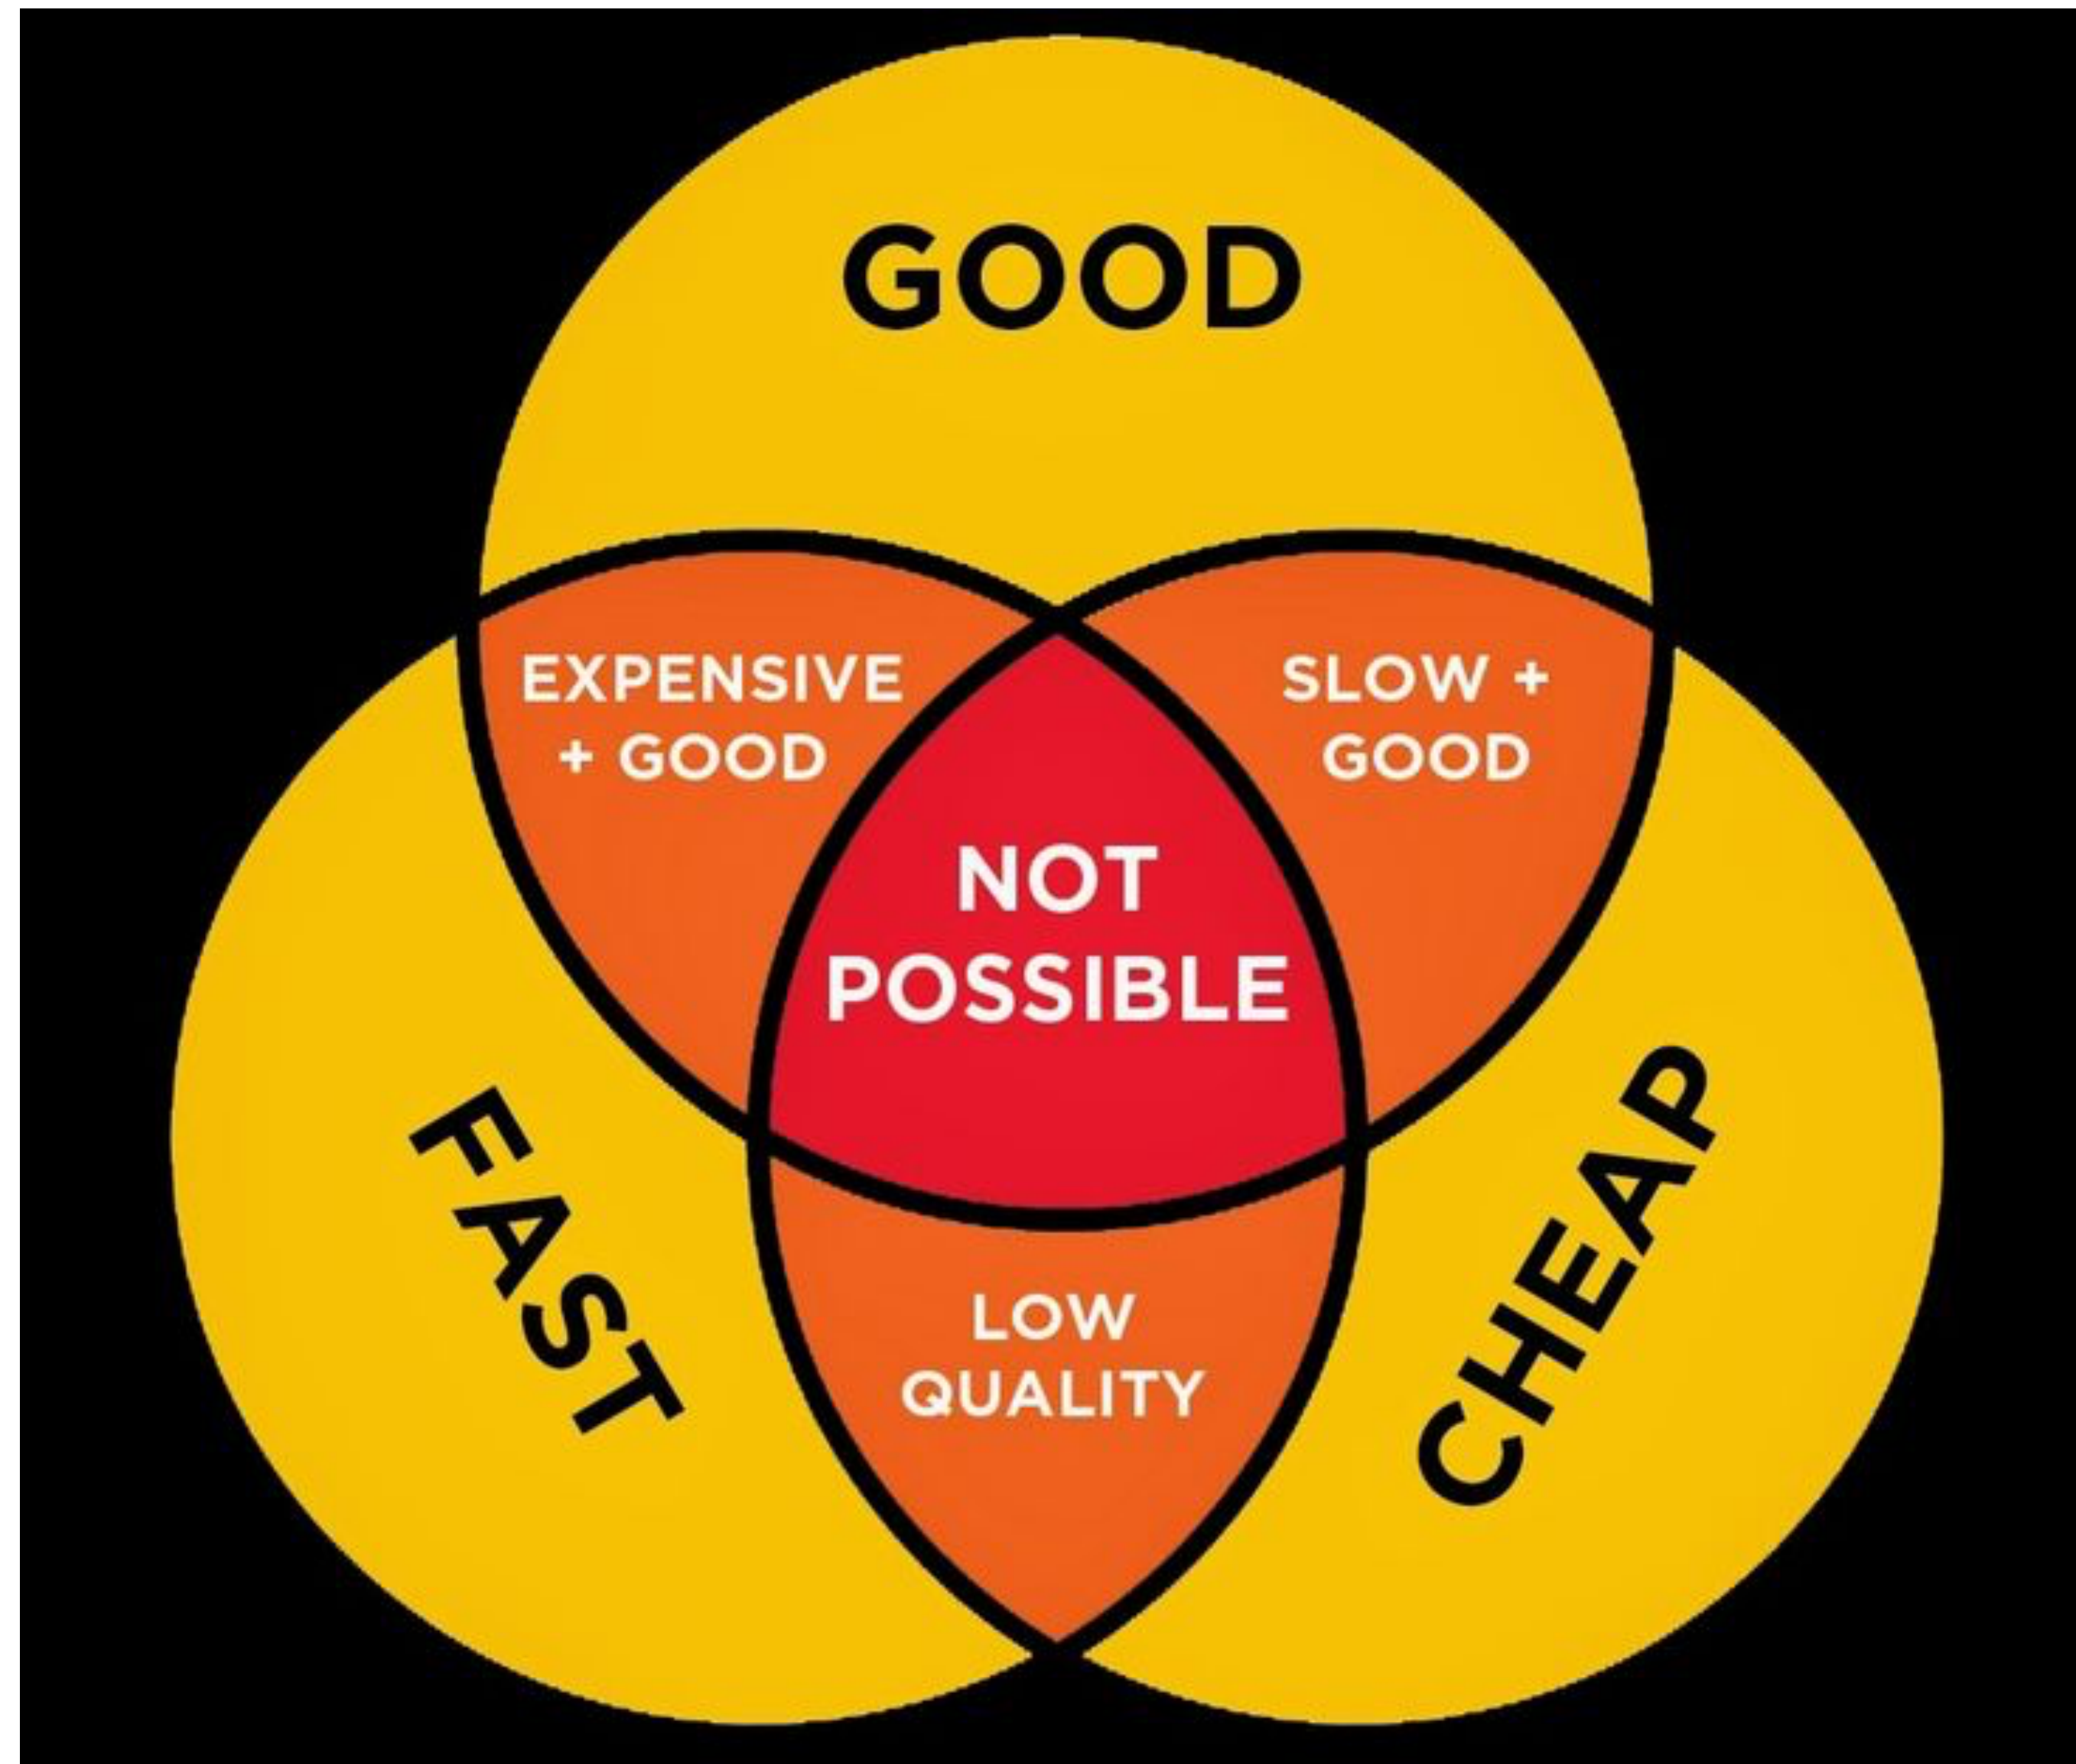 GOOD
EXPENSIVE
+ GOOD
SLOW +
GOOD
NOT
POSSIBLE
FAST
CHEAP
LOW
QUALITY